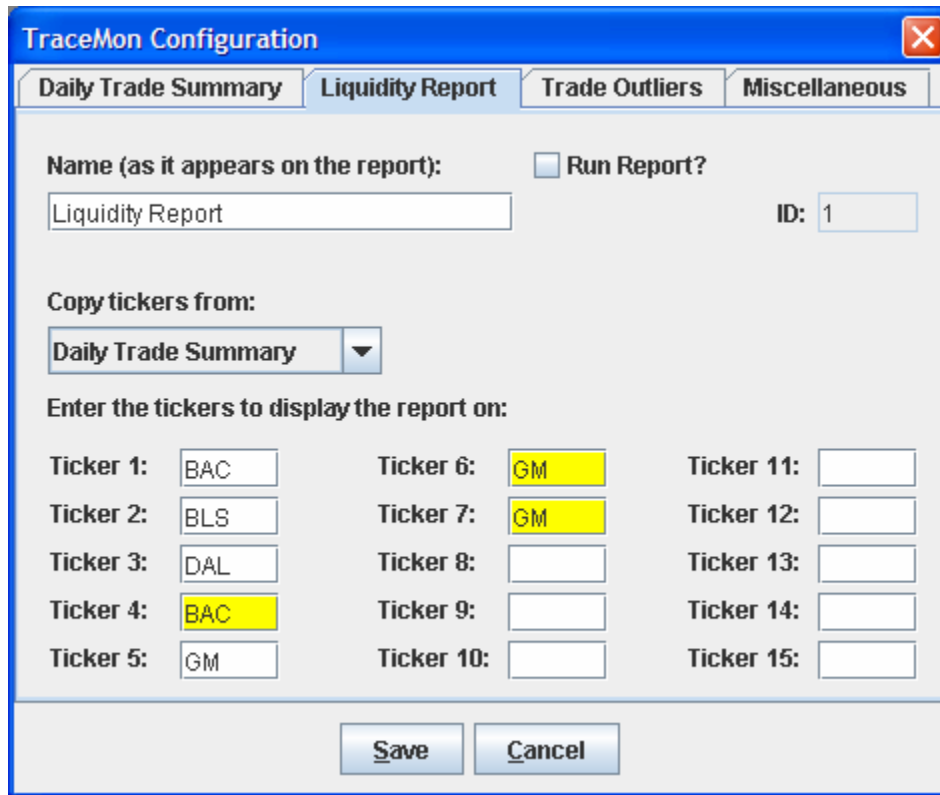 TraceMon Configuration
Daily Trade Summary Liquidity Report Trade Outliers Miscellaneous
Name (as it appears on the report): Run Report?
Liquidity Report ID: 1
Copy tickers from:
Daily Trade Summary
Enter the tickers to display the report on:
Ticker 1: BAC Ticker 6: GM Ticker 11:
Ticker 2: BLS Ticker 7: GM Ticker 12:
Ticker 3: DAL Ticker 8: Ticker 13:
Ticker 4: BAC Ticker 9: Ticker 14:
Ticker 5: GM Ticker 10: Ticker 15:
Save Cancel